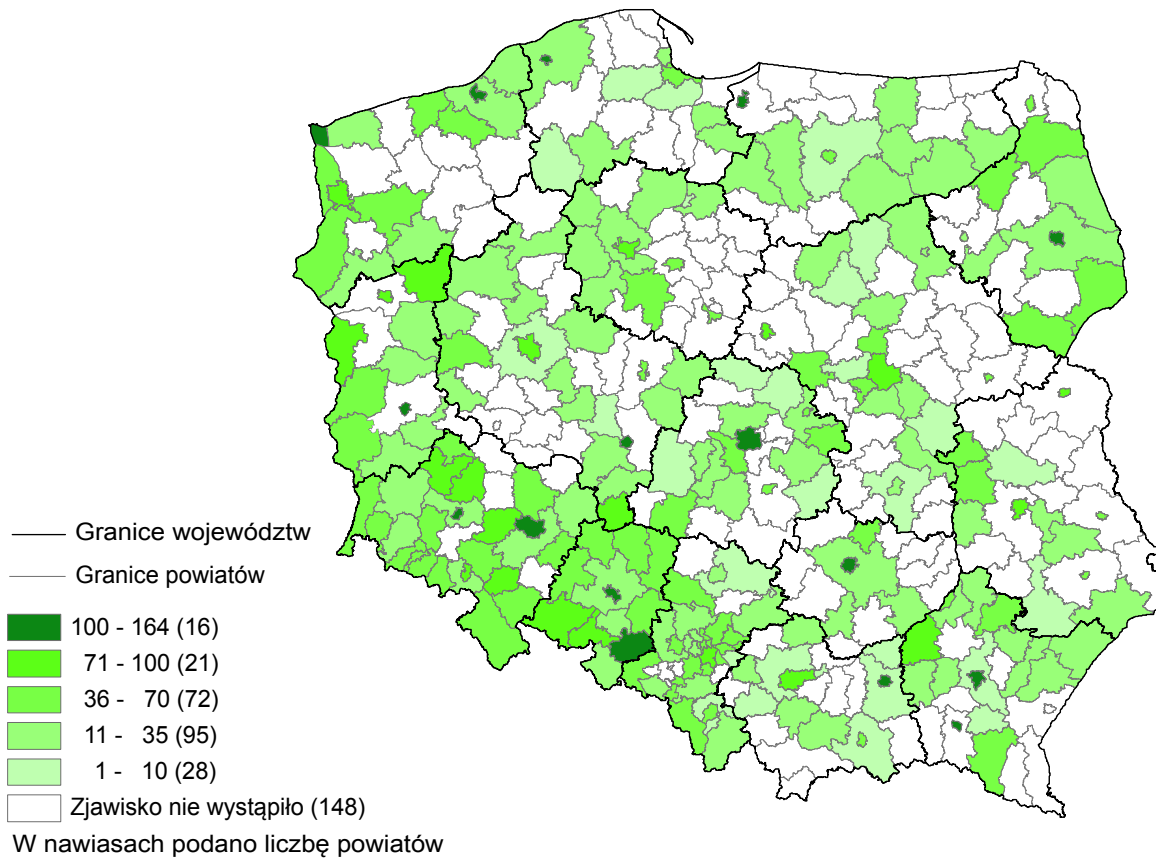 Granice województw
Granice powiatów
100 - 164 (16)
71 - 100 (21)
36 - 70 (72)
11 - 35 (95)
1 - 10 (28)
Zjawisko nie wystąpiło (148)
W nawiasach podano liczbę powiatów